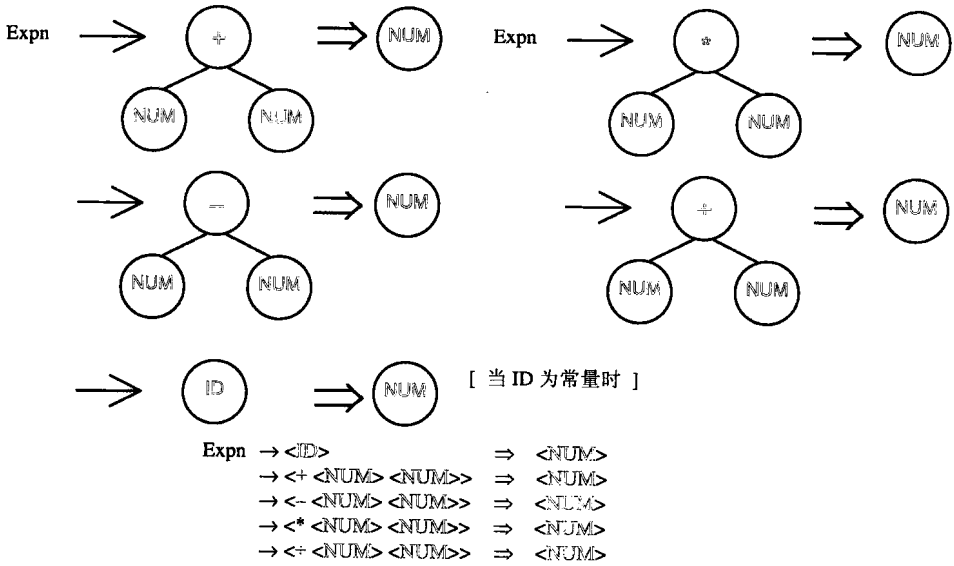 Expn + NUM Expn * NUM
NUM NUM NUM NUM
− NUM ÷ NUM
NUM NUM NUM NUM
ID NUM [ 当 ID 为常量时 ]
Expn → <ID> ⇒ <NUM>
→ <+ <NUM> <NUM>> ⇒ <NUM>
→ <− <NUM> <NUM>> ⇒ <NUM>
→ <* <NUM> <NUM>> ⇒ <NUM>
→ <÷ <NUM> <NUM>> ⇒ <NUM>